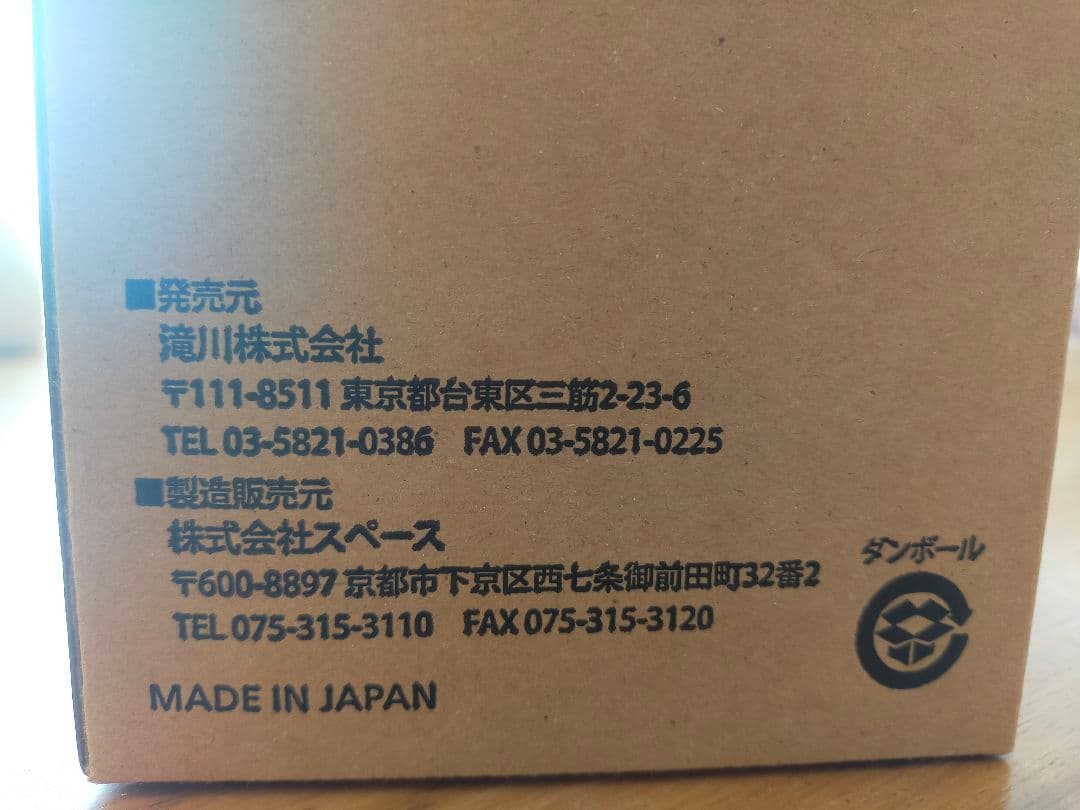 ■発売元
滝川株式会社
〒111-8511 東京都台東区三筋2-23-6
TEL 03-5821-0386 FAX 03-5821-0225
■製造販売元
株式会社スペース
〒600-8897 京都市下京区西七条御前田町32番2
TEL 075-315-3110 FAX 075-315-3120
ダンボール
MADE IN JAPAN